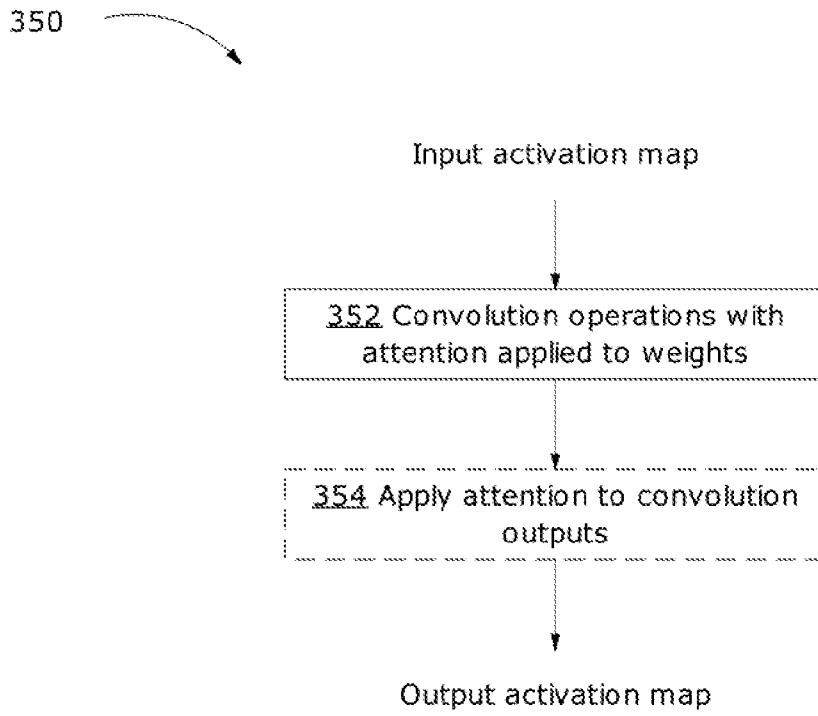 350
Input activation map
352 Convolution operations with
attention applied to weights
354 Apply attention to convolution
outputs
Output activation map